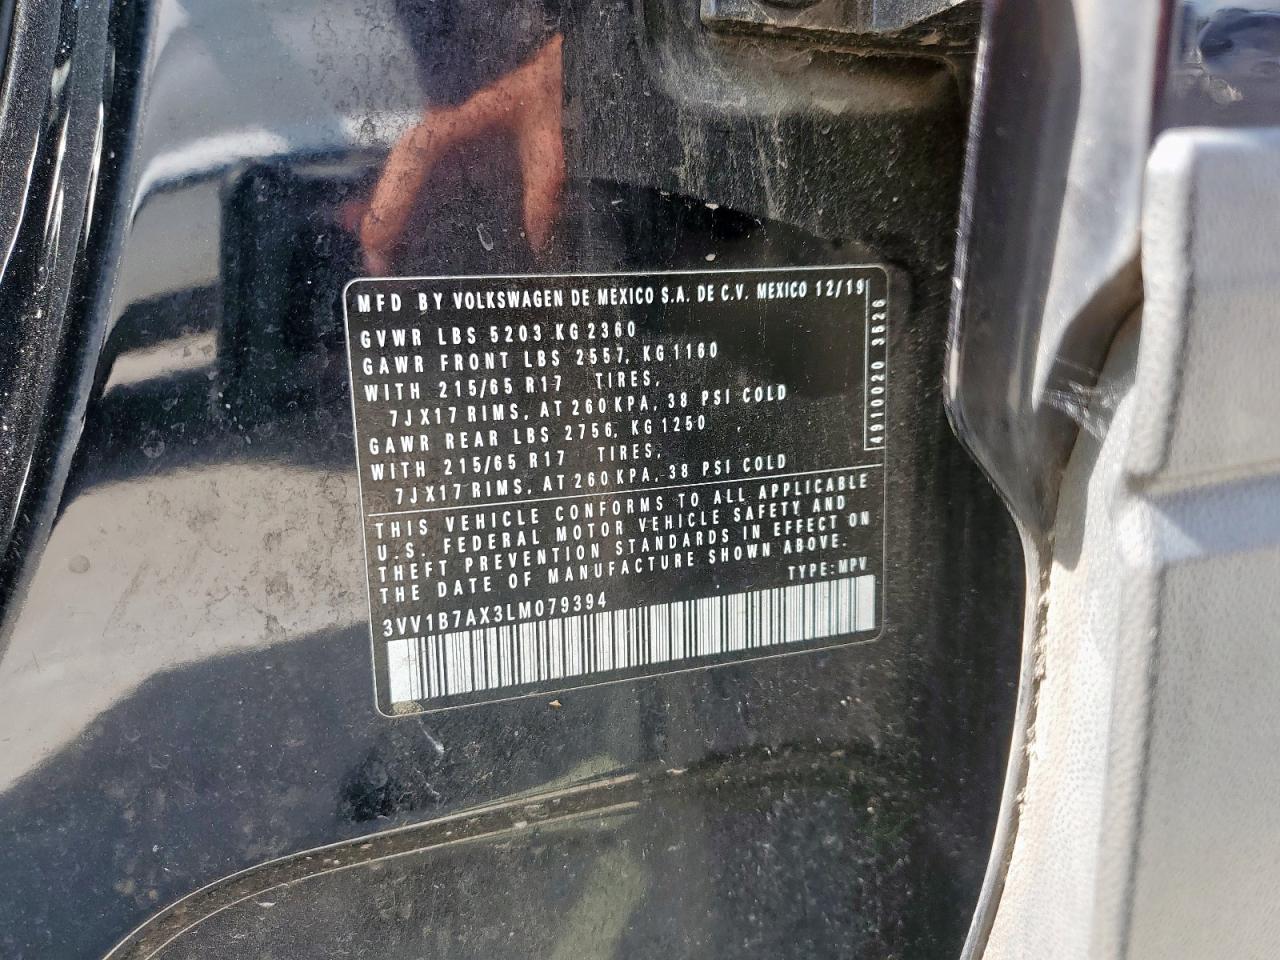 MFD BY VOLKSWAGEN DE MEXICO S.A. DE C.V. MEXICO 12/19
GVWR LBS 5203 KG 2360
GAWR FRONT LBS 2557, KG 1160
WITH 215/65 R17 TIRES,
7JX17 RIMS, AT 260 KPA, 38 PSI COLD
GAWR REAR LBS 2756, KG 1250
WITH 215/65 R17 TIRES,
7JX17 RIMS, AT 260 KPA, 38 PSI COLD
4910020 3526
THIS VEHICLE CONFORMS TO ALL APPLICABLE
U.S. FEDERAL MOTOR VEHICLE SAFETY AND
THEFT PREVENTION STANDARDS IN EFFECT ON
THE DATE OF MANUFACTURE SHOWN ABOVE.
TYPE: MPV
3VV1B7AX3LM079394